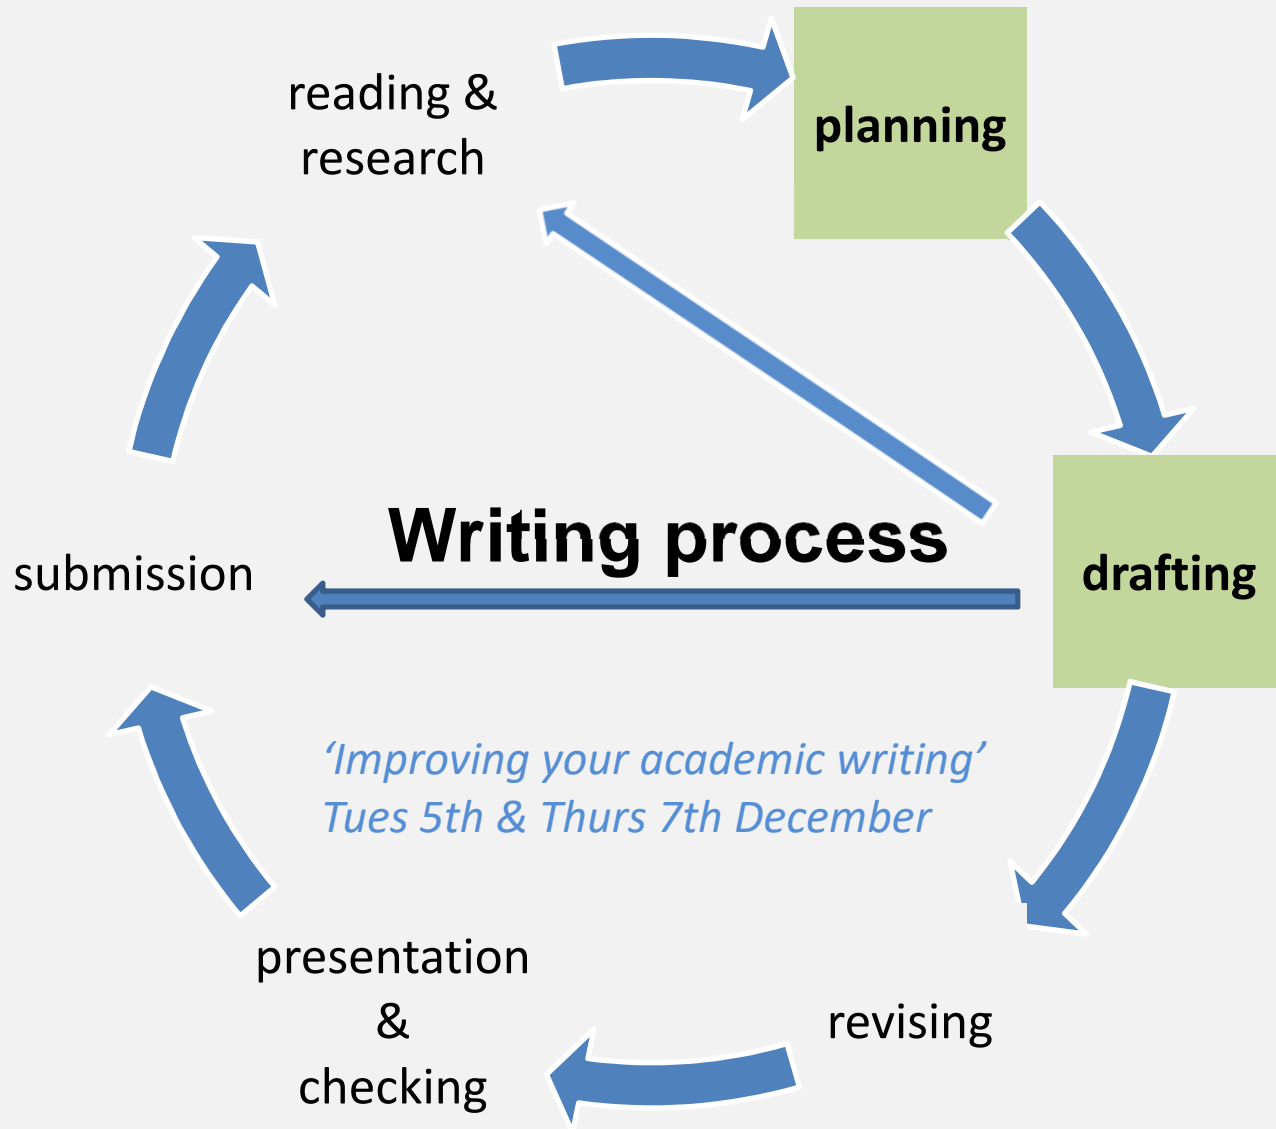 reading &
research
planning
Writing process
submission
drafting
‘Improving your academic writing’
Tues 5th & Thurs 7th December
presentation
&
checking
revising